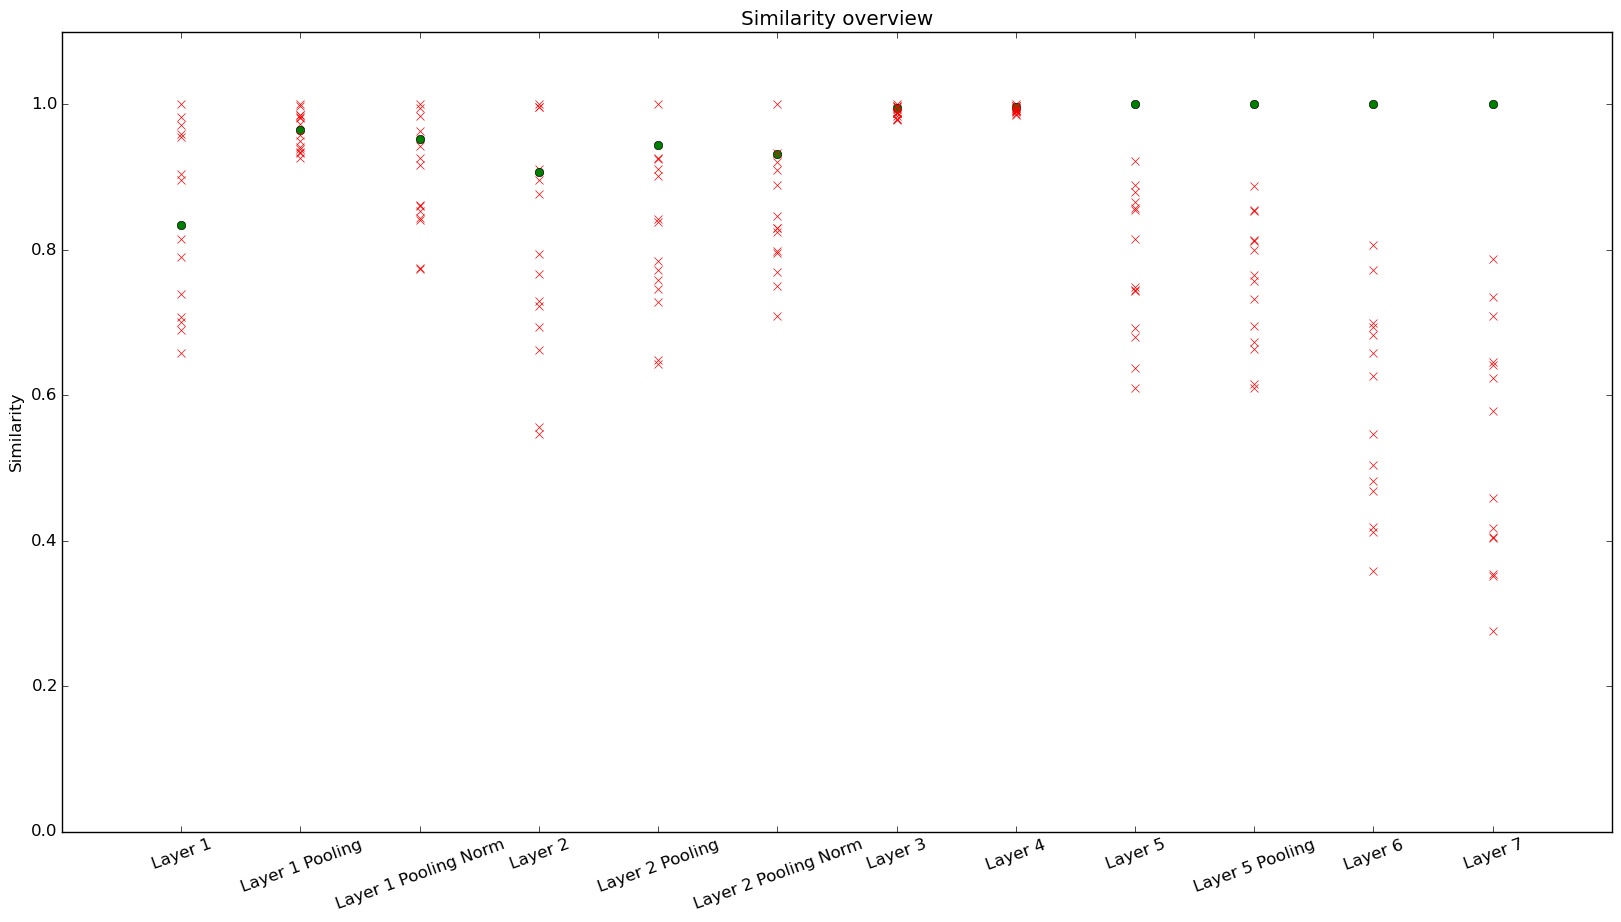 Similarity overview
1.0
0.8
0.6
0.4
0.2
0.0
Similarity
Layer 1
Layer 1 Pooling
Layer 1 Pooling Norm
Layer 2
Layer 2 Pooling
Layer 2 Pooling Norm
Layer 3
Layer 4
Layer 5
Layer 5 Pooling
Layer 6
Layer 7